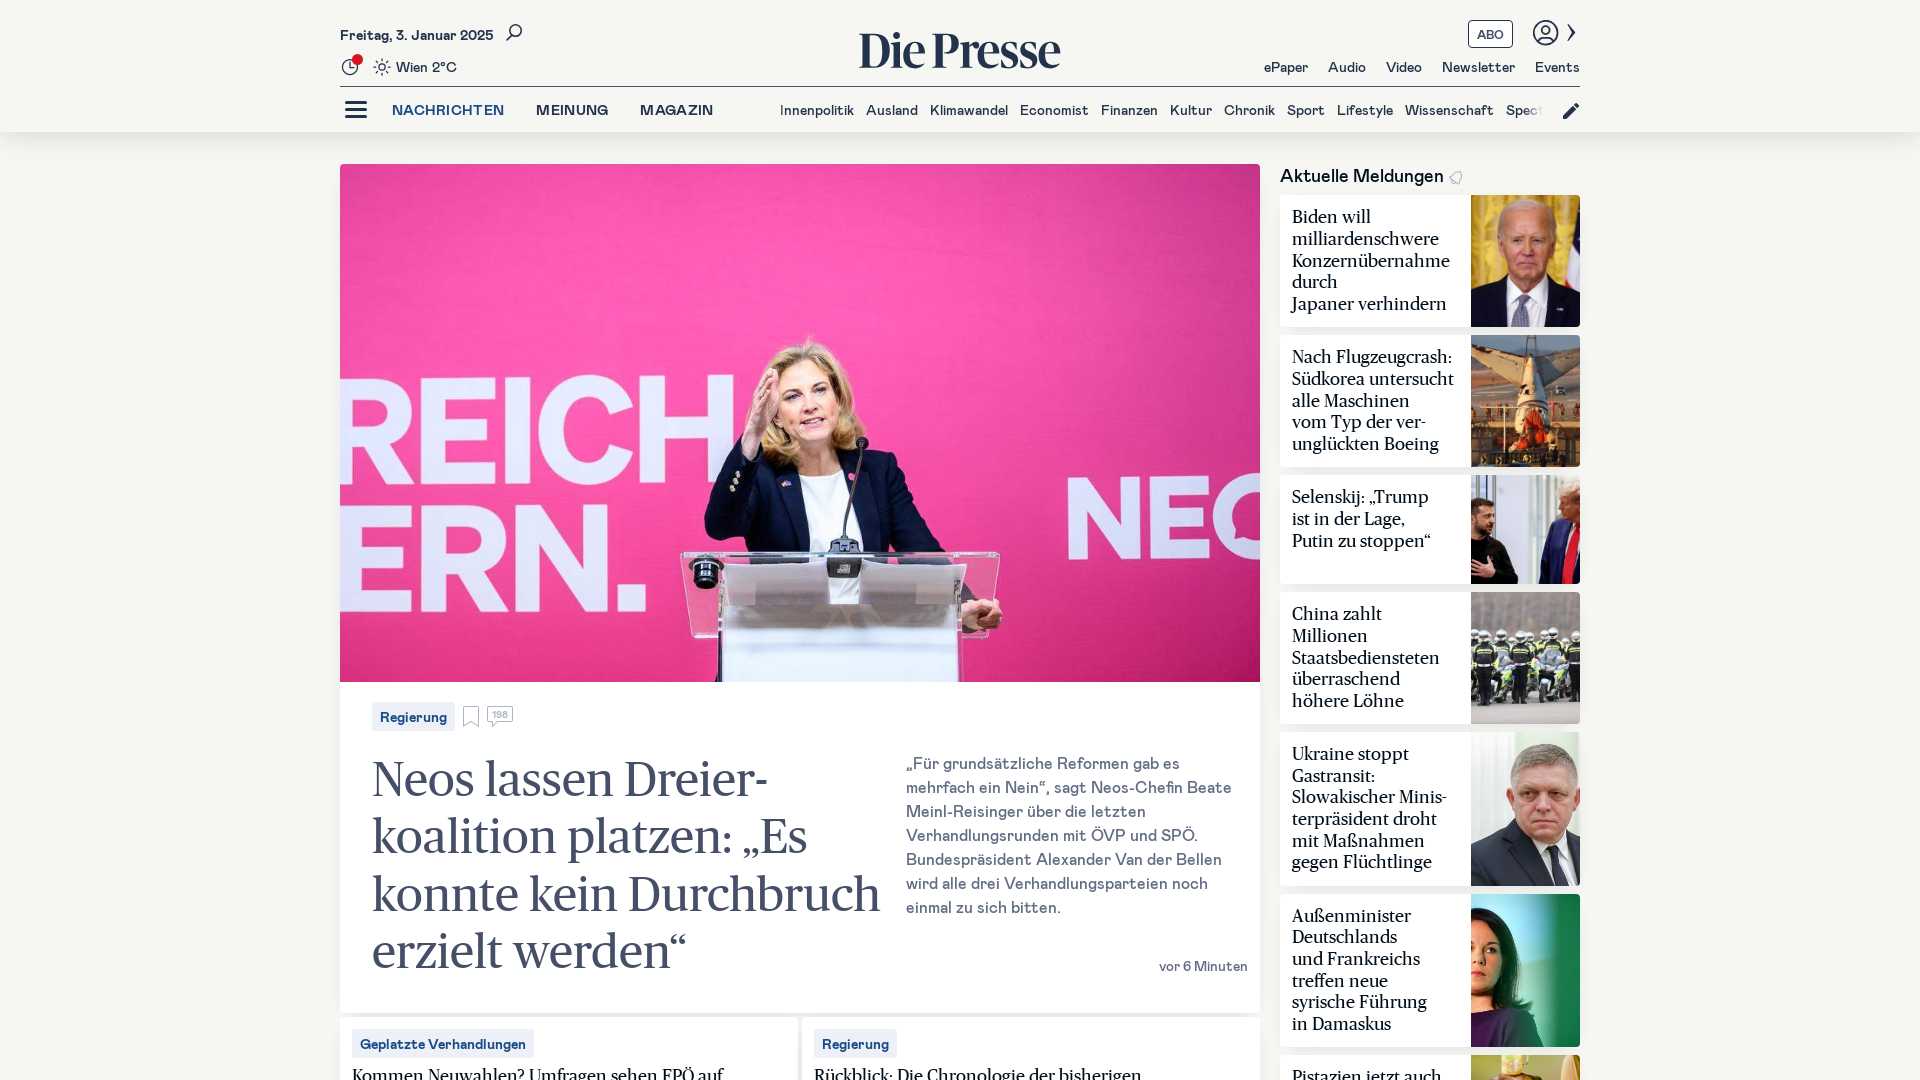 Freitag, 3. Januar 2025
Wien 2°C
Die Presse
ABO
ePaper Audio Video Newsletter Events
NACHRICHTEN MEINUNG MAGAZIN
Innenpolitik Ausland Klimawandel Economist Finanzen Kultur Chronik Sport Lifestyle Wissenschaft Spect
REICH
ERN.
NEO
Regierung
198
Neos lassen Dreier-
koalition platzen: „Es
konnte kein Durchbruch
erzielt werden“
„Für grundsätzliche Reformen gab es
mehrfach ein Nein“, sagt Neos-Chefin Beate
Meinl-Reisinger über die letzten
Verhandlungsrunden mit ÖVP und SPÖ.
Bundespräsident Alexander Van der Bellen
wird alle drei Verhandlungsparteien noch
einmal zu sich bitten.
vor 6 Minuten
Geplatzte Verhandlungen
Kommen Neuwahlen? Umfragen sehen FPÖ auf
Regierung
Rückblick: Die Chronologie der bisherigen
Aktuelle Meldungen
Biden will
milliardenschwere
Konzernübernahme
durch
Japaner verhindern
Nach Flugzeugcrash:
Südkorea untersucht
alle Maschinen
vom Typ der ver-
unglückten Boeing
Selenskij: „Trump
ist in der Lage,
Putin zu stoppen“
China zahlt
Millionen
Staatsbediensteten
überraschend
höhere Löhne
Ukraine stoppt
Gastransit:
Slowakischer Minis-
terpräsident droht
mit Maßnahmen
gegen Flüchtlinge
Außenminister
Deutschlands
und Frankreichs
treffen neue
syrische Führung
in Damaskus
Pistazien jetzt auch